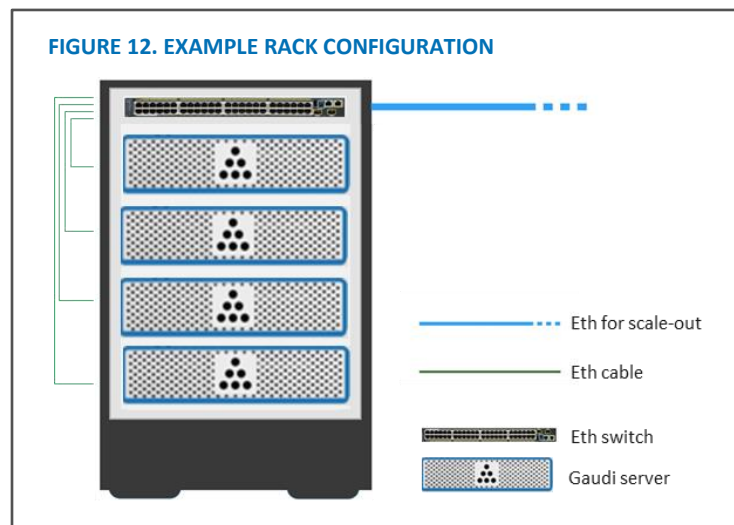 FIGURE 12. EXAMPLE RACK CONFIGURATION
Eth for scale-out
Eth cable
Eth switch
Gaudi server